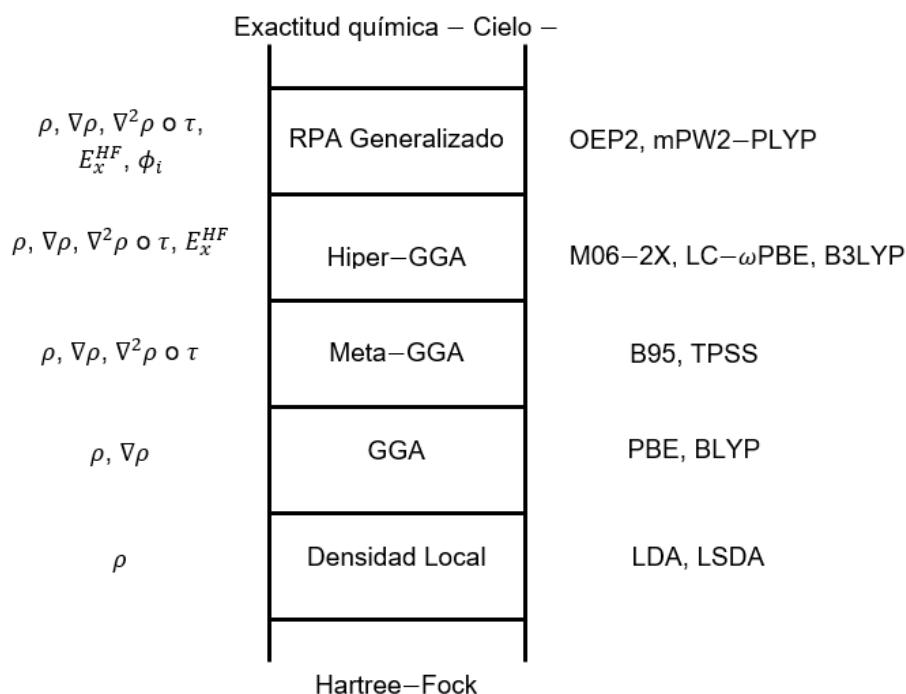 Exactitud química – Cielo –
ρ, ∇ρ, ∇²ρ o τ,
E_x^{HF}, ϕ_i
RPA Generalizado
OEP2, mPW2–PLYP
ρ, ∇ρ, ∇²ρ o τ, E_x^{HF}
Hiper–GGA
M06–2X, LC–ωPBE, B3LYP
ρ, ∇ρ, ∇²ρ o τ
Meta–GGA
B95, TPSS
ρ, ∇ρ
GGA
PBE, BLYP
ρ
Densidad Local
LDA, LSDA
Hartree–Fock